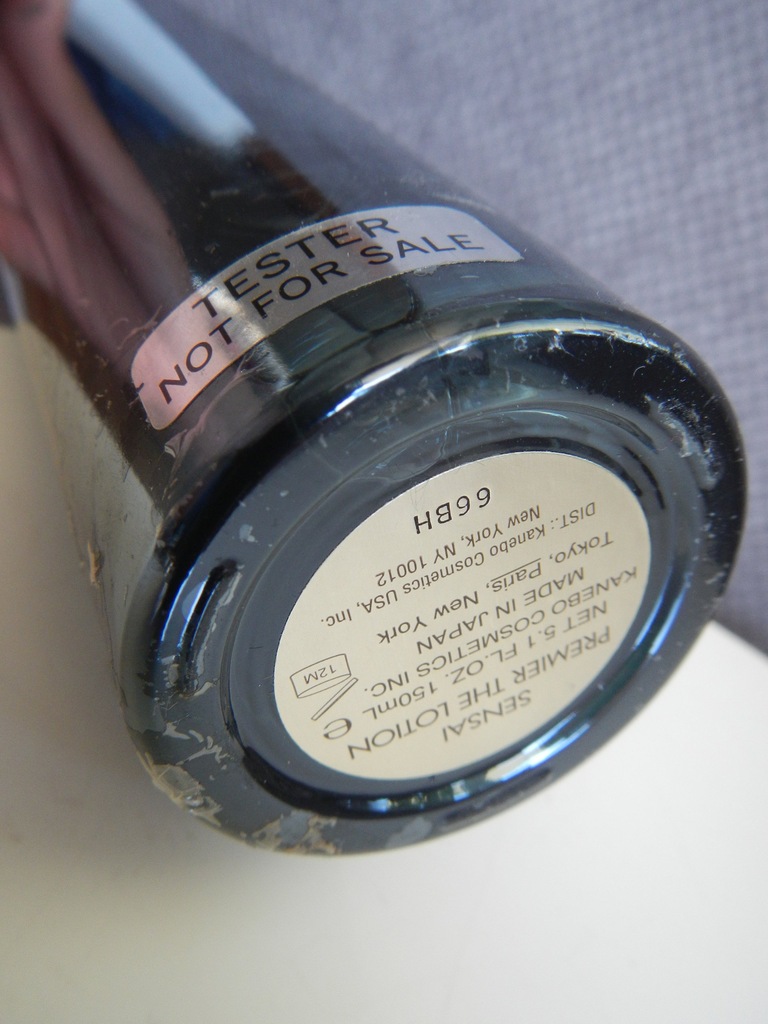 TESTER
NOT FOR SALE
SENSAI
PREMIER THE LOTION
NET 5.1 FL.OZ. 150mL e
KANEBO COSMETICS INC.
MADE IN JAPAN
12M
Tokyo, Paris, New York
DIST.: Kanebo Cosmetics USA, Inc.
New York, NY 10012
66BH